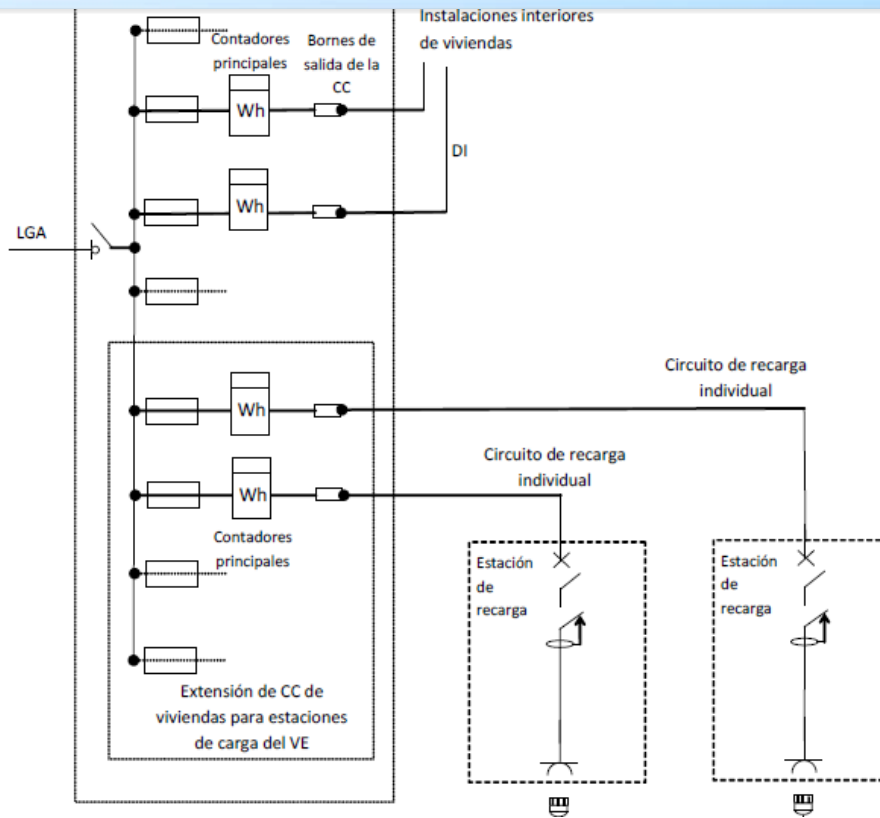 Instalaciones interiores
de viviendas
Contadores
principales
Bornes de
salida de la
CC
Wh
DI
Wh
LGA
Circuito de recarga
individual
Wh
Circuito de recarga
individual
Wh
Contadores
principales
Estación
de
recarga
Estación
de
recarga
Extensión de CC de
viviendas para estaciones
de carga del VE